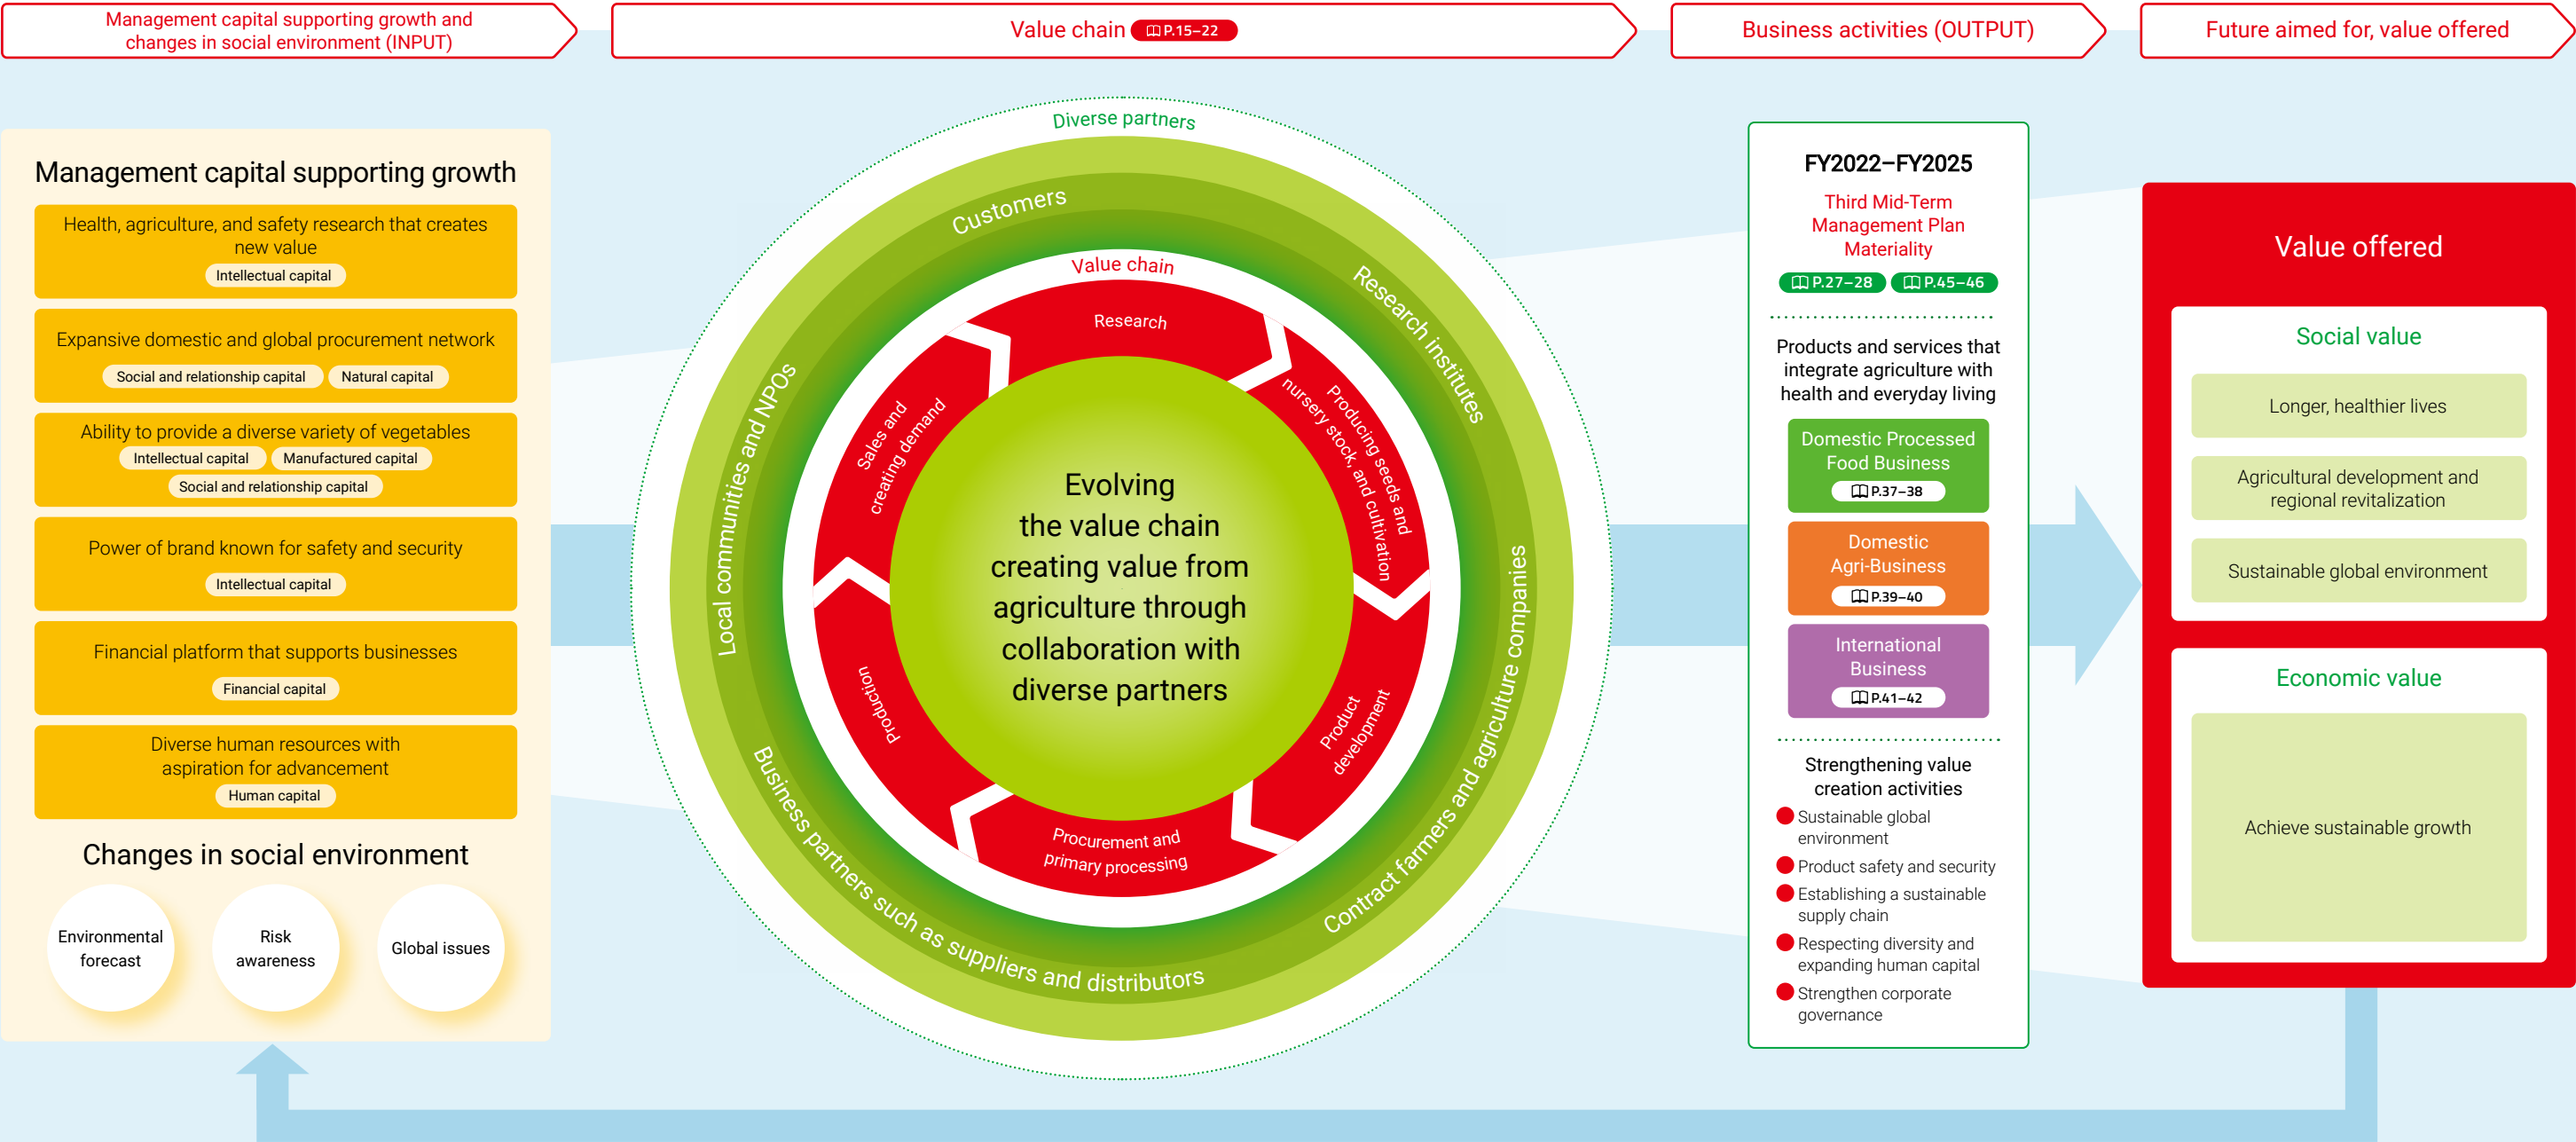 Management capital supporting growth and
changes in social environment (INPUT)
Value chain P.15–22
Business activities (OUTPUT)
Future aimed for, value offered
Management capital supporting growth
Health, agriculture, and safety research that creates
new value
Intellectual capital
Expansive domestic and global procurement network
Social and relationship capital Natural capital
Ability to provide a diverse variety of vegetables
Intellectual capital Manufactured capital
Social and relationship capital
Power of brand known for safety and security
Intellectual capital
Financial platform that supports businesses
Financial capital
Diverse human resources with
aspiration for advancement
Human capital
Changes in social environment
Environmental
forecast
Risk
awareness
Global issues
Diverse partners
Customers
Research institutes
Contract farmers and agriculture companies
Business partners such as suppliers and distributors
Local communities and NPOs
Value chain
Research
Producing seeds and
nursery stock, and cultivation
Product
development
Procurement and
primary processing
Production
Sales and
creating demand
Evolving
the value chain
creating value from
agriculture through
collaboration with
diverse partners
FY2022–FY2025
Third Mid-Term
Management Plan
Materiality
P.27–28 P.45–46
Products and services that
integrate agriculture with
health and everyday living
Domestic Processed
Food Business
P.37–38
Domestic
Agri-Business
P.39–40
International
Business
P.41–42
Strengthening value
creation activities
Sustainable global
environment
Product safety and security
Establishing a sustainable
supply chain
Respecting diversity and
expanding human capital
Strengthen corporate
governance
Value offered
Social value
Longer, healthier lives
Agricultural development and
regional revitalization
Sustainable global environment
Economic value
Achieve sustainable growth